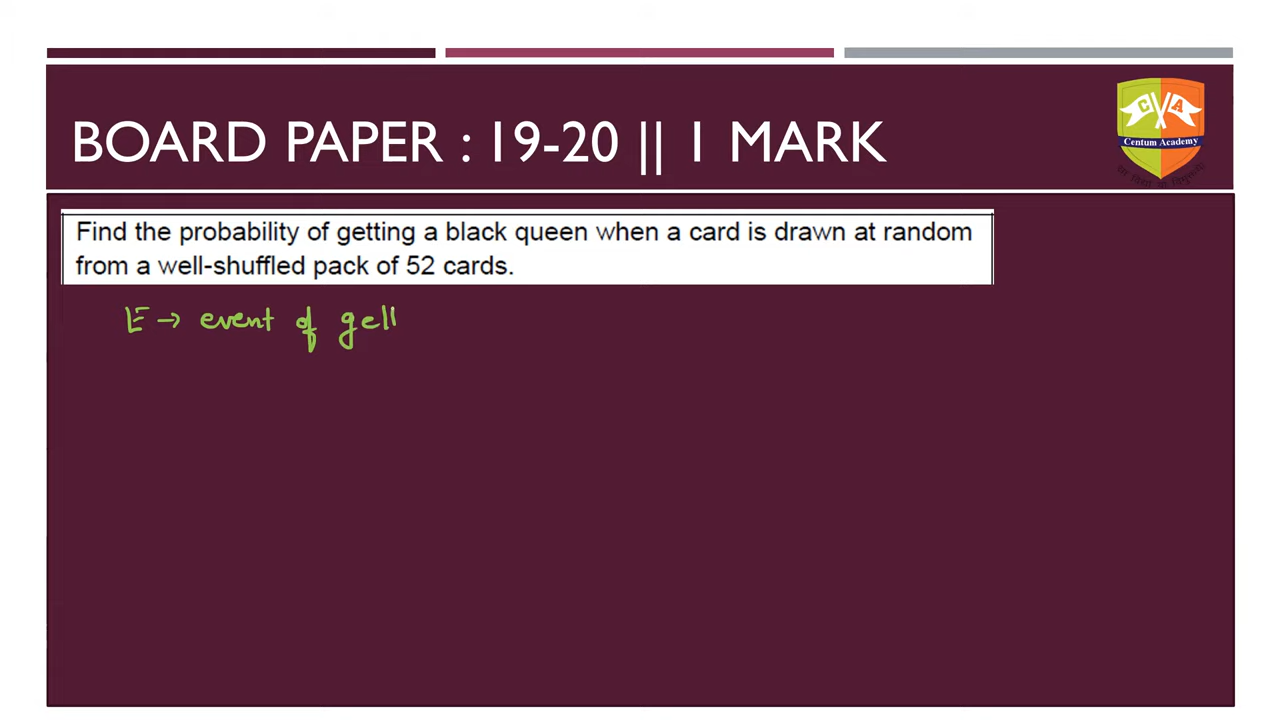 BOARD PAPER : 19-20 || 1 MARK
C A
Centum Academy
Find the probability of getting a black queen when a card is drawn at random
from a well-shuffled pack of 52 cards.
E → event of gell